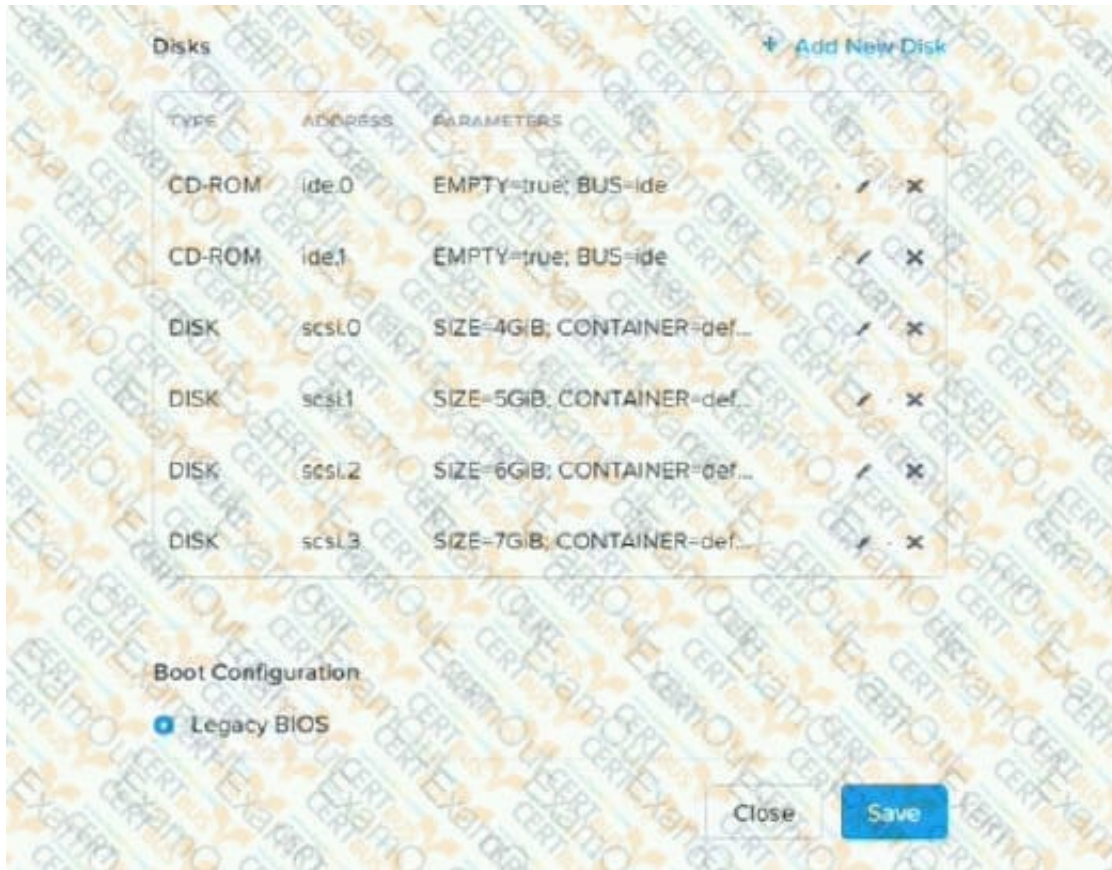 Disks + Add New Disk
TYPE ADDRESS PARAMETERS
CD-ROM ide.0 EMPTY=true; BUS=ide
CD-ROM ide.1 EMPTY=true; BUS=ide
DISK scsi.0 SIZE=4GiB; CONTAINER=def...
DISK scsi.1 SIZE=5GiB; CONTAINER=def...
DISK scsi.2 SIZE=6GiB; CONTAINER=def...
DISK scsi.3 SIZE=7GiB; CONTAINER=def...
Boot Configuration
Legacy BIOS
Close Save